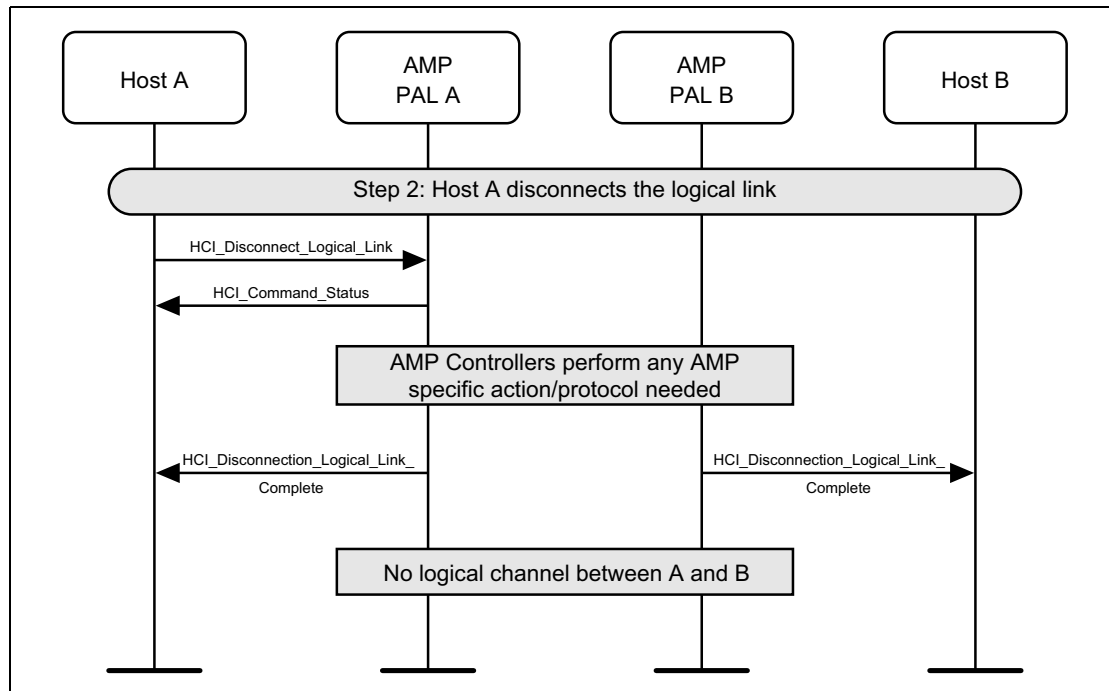 Host A
AMP
PAL A
AMP
PAL B
Host B
Step 2: Host A disconnects the logical link
HCI_Disconnect_Logical_Link
HCI_Command_Status
AMP Controllers perform any AMP
specific action/protocol needed
HCI_Disconnection_Logical_Link_
Complete
HCI_Disconnection_Logical_Link_
Complete
No logical channel between A and B